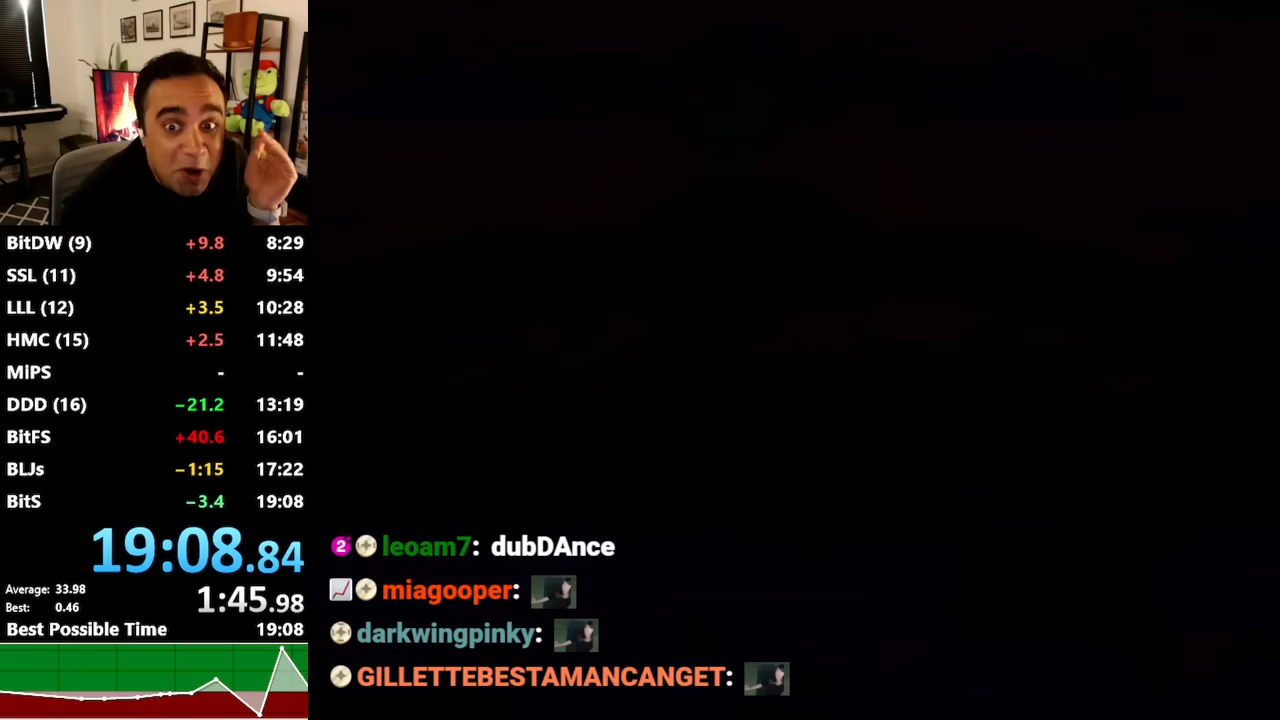 BitDW (9) +9.8 8:29
SSL (11) +4.8 9:54
LLL (12) +3.5 10:28
HMC (15) +2.5 11:48
MiPS - -
DDD (16) −21.2 13:19
BitFS +40.6 16:01
BLJs −1:15 17:22
BitS −3.4 19:08
19:08.84
Average: 33.98
Best: 0.46
1:45.98
Best Possible Time 19:08
2 leoam7: dubDAnce
miagooper:
darkwingpinky:
GILLETTEBESTAMANCANGET: